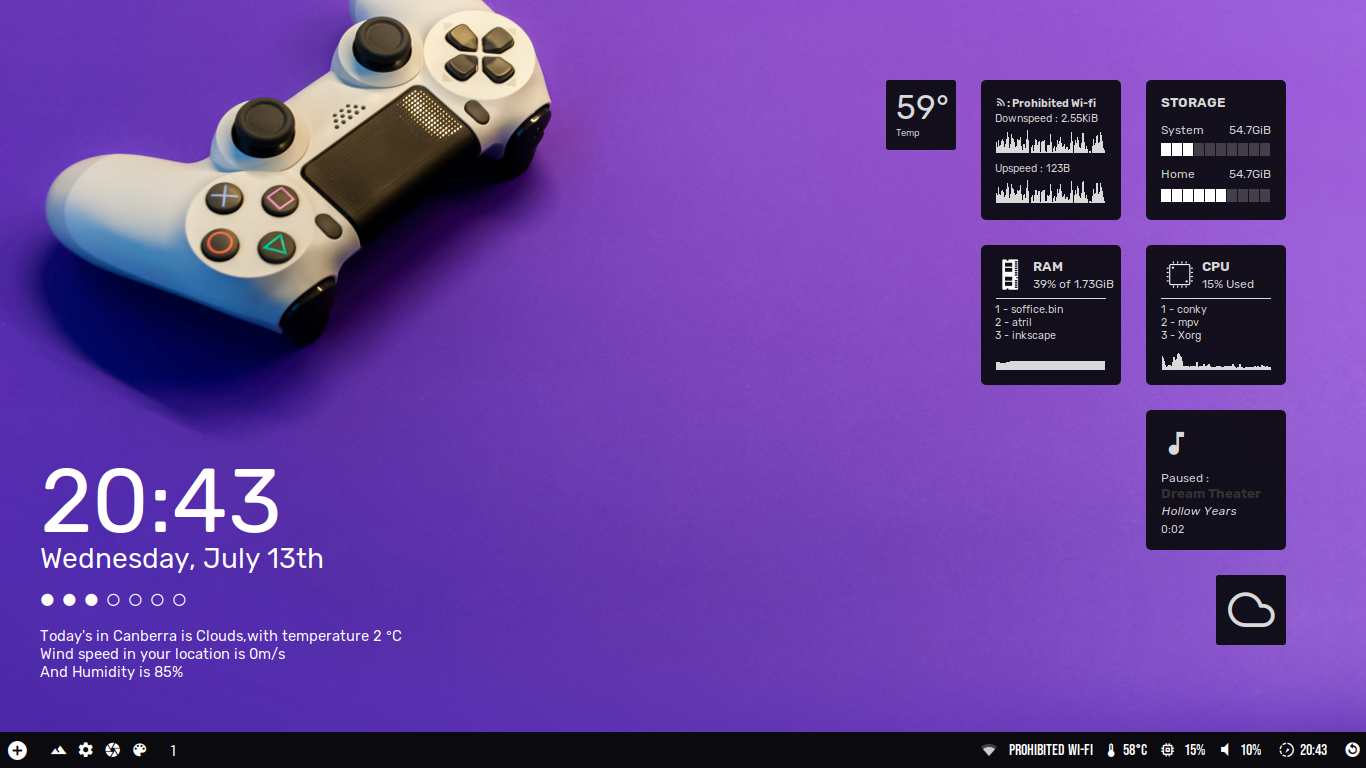 59°
Temp
: Prohibited Wi-fi
Downspeed : 2.55KiB
Upspeed : 123B
STORAGE
System 54.7GiB
Home 54.7GiB
RAM
39% of 1.73GiB
1 - soffice.bin
2 - atril
3 - inkscape
CPU
15% Used
1 - conky
2 - mpv
3 - Xorg
Paused :
Dream Theater
Hollow Years
0:02
20:43
Wednesday, July 13th
Today's in Canberra is Clouds,with temperature 2 °C
Wind speed in your location is 0m/s
And Humidity is 85%
1
PROHIBITED WI-FI 58°C 15% 10% 20:43